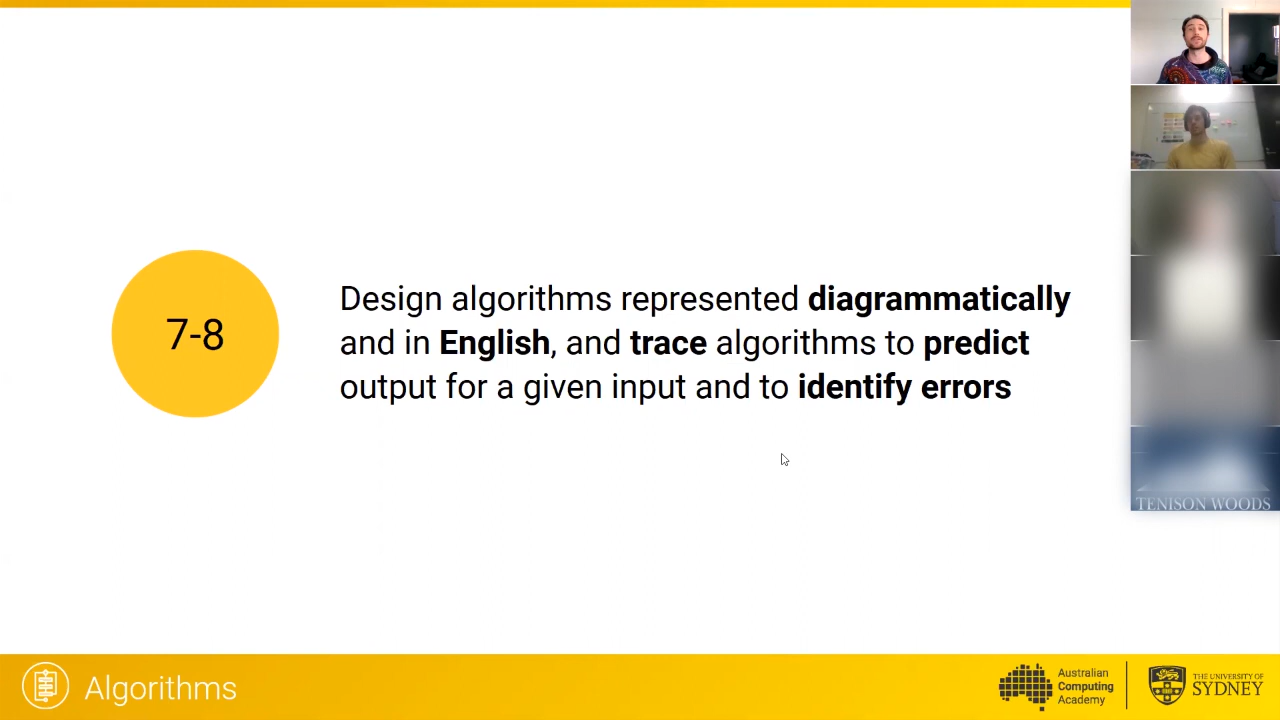 7-8
Design algorithms represented diagrammatically
and in English, and trace algorithms to predict
output for a given input and to identify errors
TENISON WOODS
Algorithms
Australian
Computing
Academy
THE UNIVERSITY OF
SYDNEY